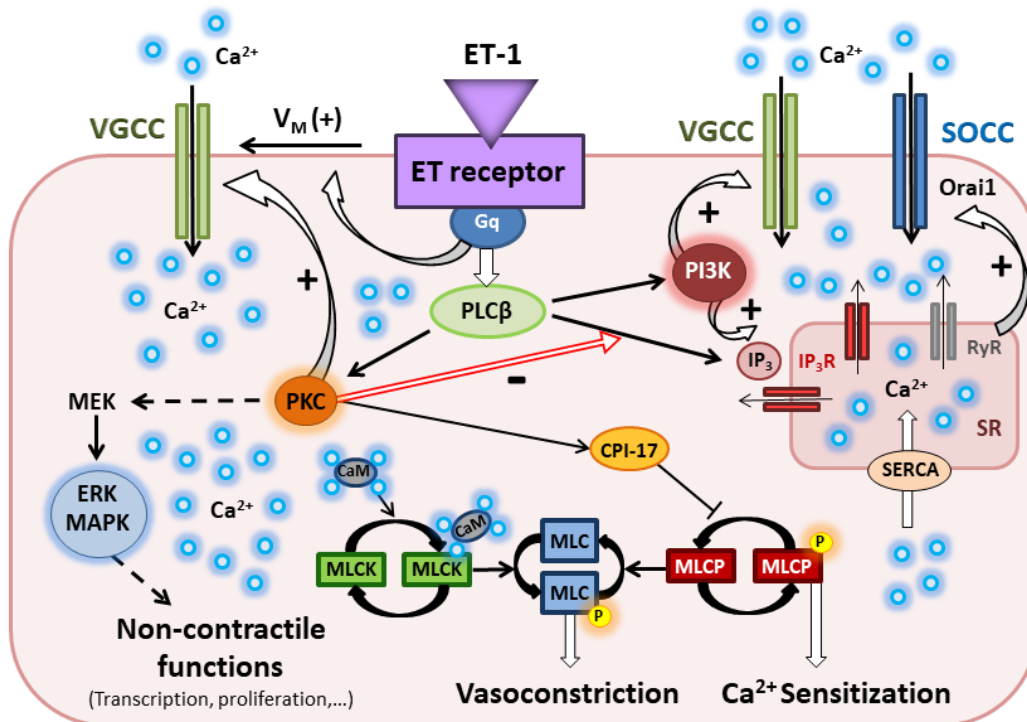 ET-1
Ca²⁺
Ca²⁺
VGCC
V_M (+)
VGCC
SOCC
ET receptor
Orai1
Gq
+
PI3K
+
+
PLCβ
Ca²⁺
+
IP₃
IP₃R
RyR
-
Ca²⁺
MEK
PKC
SR
CPI-17
CaM
SERCA
ERK
MAPK
Ca²⁺
CaM
MLC
P
MLCK
MLCK
MLCP
MLCP
MLC
P
Non-contractile
functions
(Transcription, proliferation,...)
Vasoconstriction
Ca²⁺ Sensitization